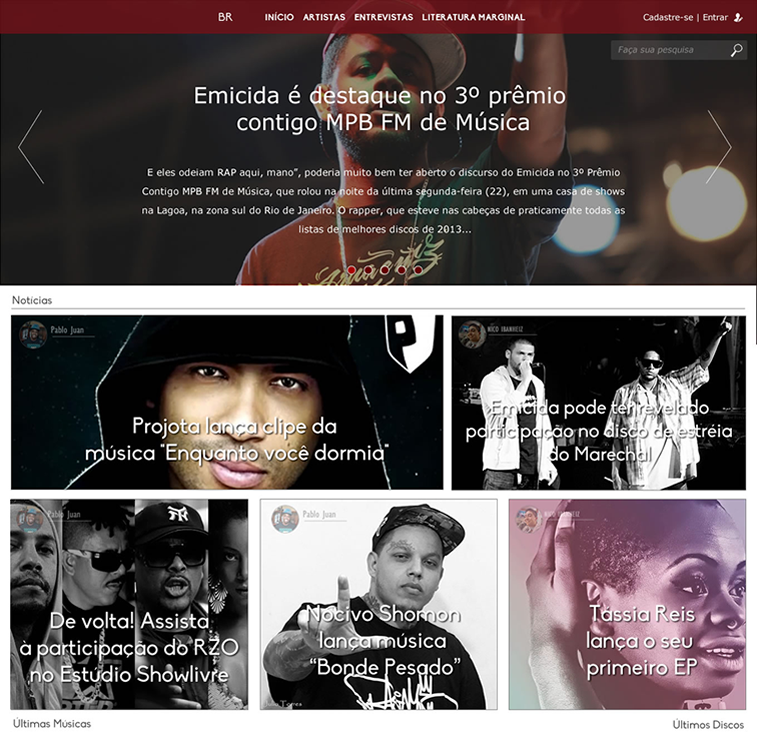 BR INÍCIO ARTISTAS ENTREVISTAS LITERATURA MARGINAL Cadastre-se | Entrar
Faça sua pesquisa
Emicida é destaque no 3º prêmio
contigo MPB FM de Música
E eles odeiam RAP aqui, mano”, poderia muito bem ter aberto o discurso do Emicida no 3º Prêmio
Contigo MPB FM de Música, que rolou na noite da última segunda-feira (22), em uma casa de shows
na Lagoa, na zona sul do Rio de Janeiro. O rapper, que esteve nas cabeças de praticamente todas as
listas de melhores discos de 2013...
Notícias
Pablo Juan
P
Projota lança clipe da
música "Enquanto você dormia"
NICO URANHEIZ
Emicida pode ter revelado
participação no disco de estréia
do Marechal
Pablo Juan
De volta! Assista
à participação do RZO
no Estúdio Showlivre
Pablo Juan
Nocivo Shomon
lança música
“Bonde Pesado”
Tássia Reis
lança o seu
primeiro EP
Últimas Músicas
Últimos Discos